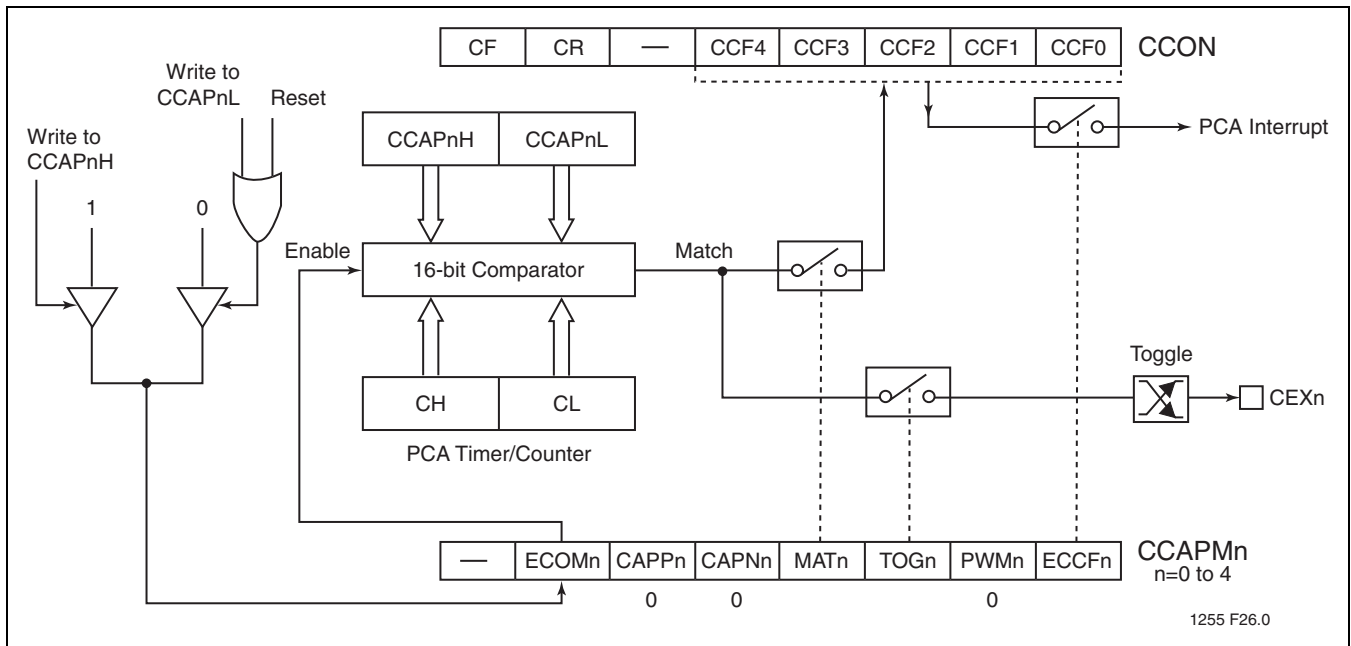 CF CR — CCF4 CCF3 CCF2 CCF1 CCF0 CCON
Write to
CCAPnL Reset
Write to
CCAPnH
CCAPnH CCAPnL
PCA Interrupt
1 0
Enable
16-bit Comparator
Match
Toggle
CH CL
CEXn
PCA Timer/Counter
— ECOMn CAPPn CAPNn MATn TOGn PWMn ECCFn CCAPMn
n=0 to 4
0 0 0
1255 F26.0